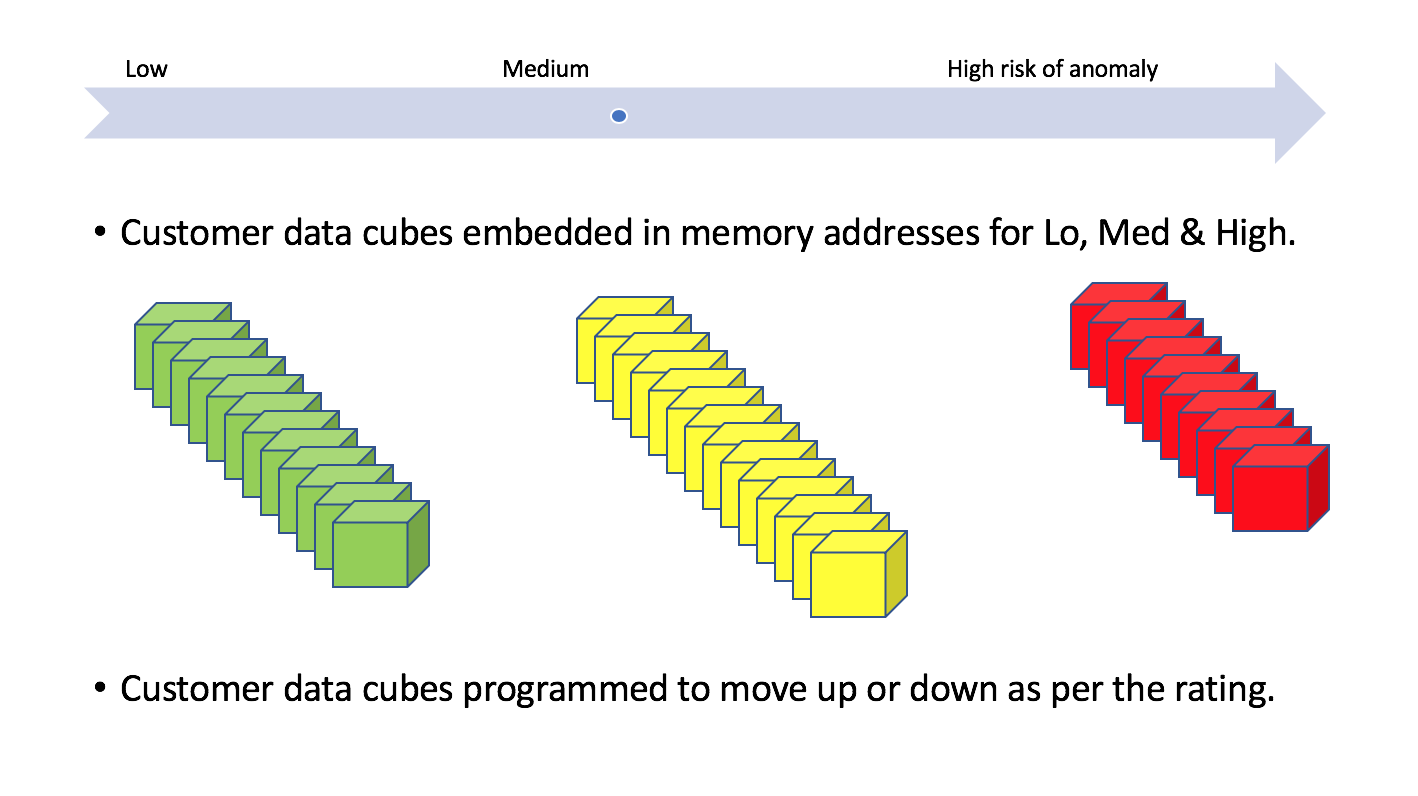 Low Medium High risk of anomaly
• Customer data cubes embedded in memory addresses for Lo, Med & High.
• Customer data cubes programmed to move up or down as per the rating.